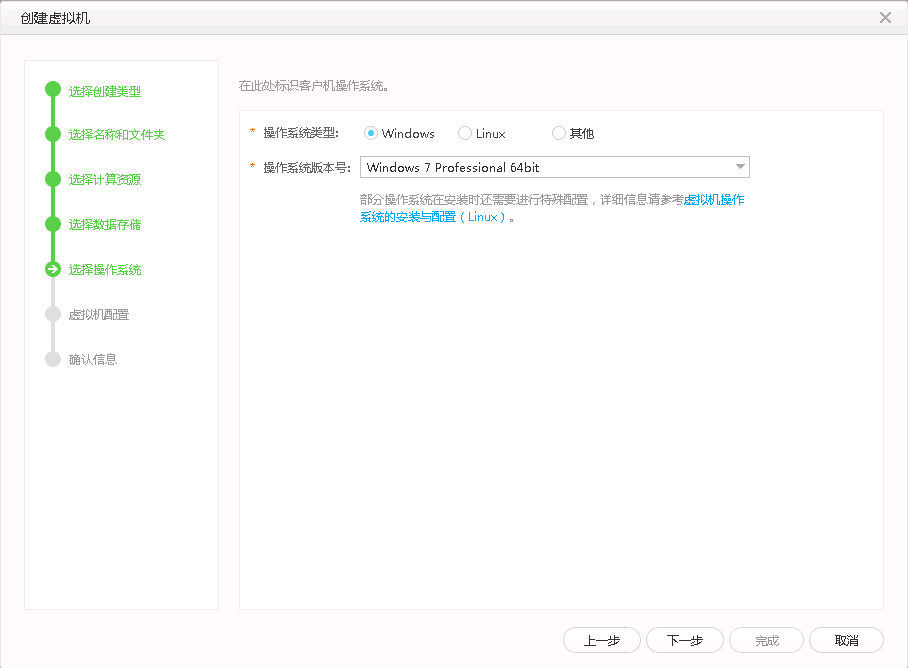 创建虚拟机
选择创建类型
选择名称和文件夹
选择计算资源
选择数据存储
选择操作系统
虚拟机配置
确认信息
在此处标识客户机操作系统。
* 操作系统类型: Windows Linux 其他
* 操作系统版本号: Windows 7 Professional 64bit
部分操作系统在安装时还需要进行特殊配置，详细信息请参考虚拟机操作
系统的安装与配置（Linux）。
上一步 下一步 完成 取消